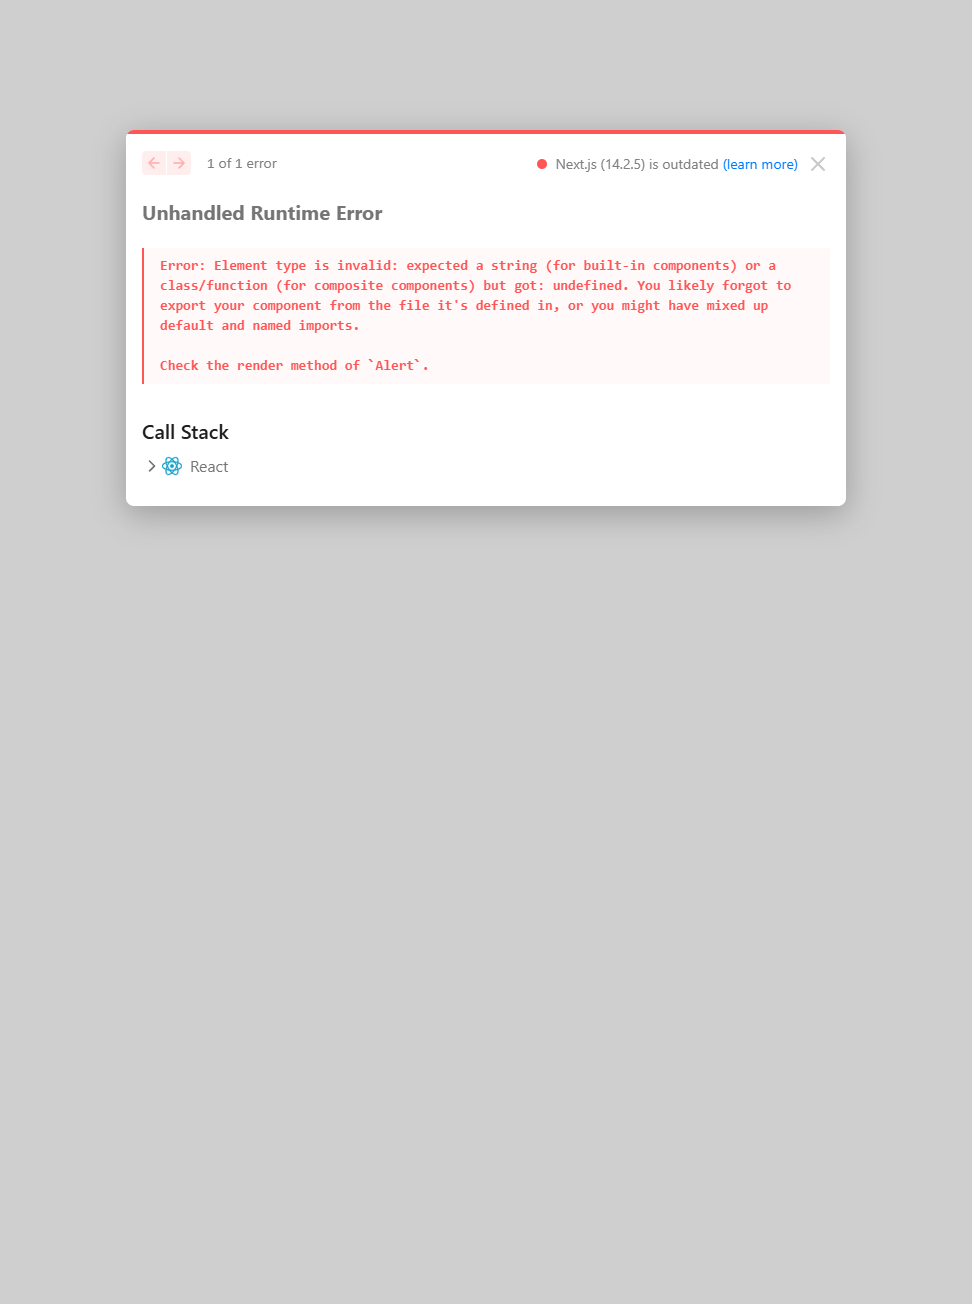 1 of 1 error
Next.js (14.2.5) is outdated (learn more)
Unhandled Runtime Error
Error: Element type is invalid: expected a string (for built-in components) or a
class/function (for composite components) but got: undefined. You likely forgot to
export your component from the file it's defined in, or you might have mixed up
default and named imports.
Check the render method of `Alert`.
Call Stack
React